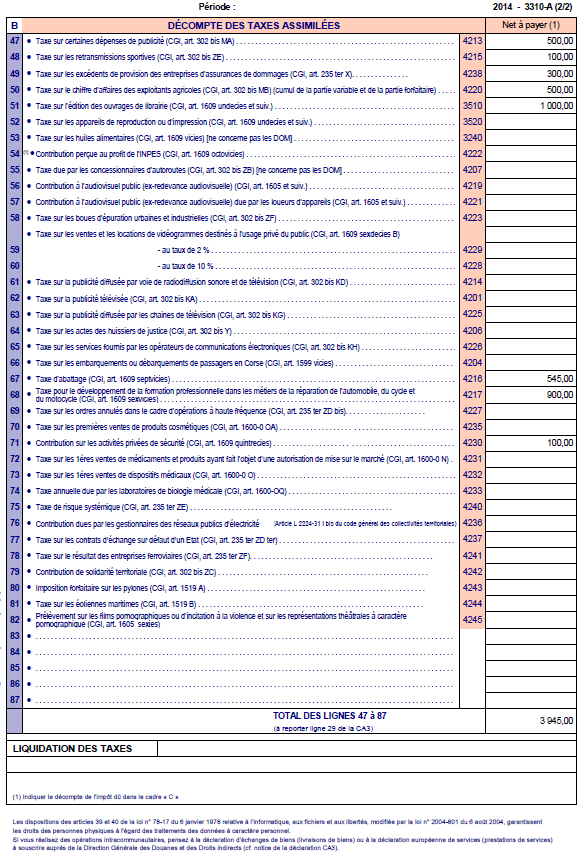 Période : 2014 - 3310-A (2/2)
B DÉCOMPTE DES TAXES ASSIMILÉES Net à payer (1)
47 • Taxe sur certaines dépenses de publicité (CGI, art. 302 bis MA) 4213 500,00
48 • Taxe sur les retransmissions sportives (CGI, art. 302 bis ZE) 4215 100,00
49 • Taxe sur les excédents de provision des entreprises d'assurances de dommages (CGI, art. 235 ter X) 4238 300,00
50 • Taxe sur le chiffre d'affaires des exploitants agricoles (CGI, art. 302 bis MB) (cumul de la partie variable et de la partie forfaitaire) 4220 500,00
51 • Taxe sur l'édition des ouvrages de librairie (CGI, art. 1609 undecies et suiv.) 3510 1 000,00
52 • Taxe sur les appareils de reproduction ou d'impression (CGI, art. 1609 undecies et suiv.) 3520
53 • Taxe sur les huiles alimentaires (CGI, art. 1609 vicies) [ne concerne pas les DOM] 3240
54 (1) • Contribution perçue au profit de l'INPES (CGI, art. 1609 octovicies) 4222
55 • Taxe due par les concessionnaires d'autoroutes (CGI, art. 302 bis ZB) [ne concerne pas les DOM] 4207
56 • Contribution à l'audiovisuel public (ex-redevance audiovisuelle) (CGI, art. 1605 et suiv.) 4219
57 • Contribution à l'audiovisuel public (ex-redevance audiovisuelle) due par les loueurs d'appareils (CGI, art. 1605 et suiv.) 4221
58 • Taxe sur les boues d'épuration urbaines et industrielles (CGI, art. 302 bis ZF) 4223
• Taxe sur les ventes et les locations de vidéogrammes destinés à l'usage privé du public (CGI, art. 1609 sexdecies B)
59 - au taux de 2 % 4229
60 - au taux de 10 % 4228
61 • Taxe sur la publicité diffusée par voie de radiodiffusion sonore et de télévision (CGI, art. 302 bis KD) 4214
62 • Taxe sur la publicité télévisée (CGI, art. 302 bis KA) 4201
63 • Taxe sur la publicité diffusée par les chaines de télévision (CGI, art. 302 bis KG) 4225
64 • Taxe sur les actes des huissiers de justice (CGI, art. 302 bis Y) 4206
65 • Taxe sur les services fournis par les opérateurs de communications électroniques (CGI, art. 302 bis KH) 4226
66 • Taxe sur les embarquements ou débarquements de passagers en Corse (CGI, art. 1599 vicies) 4204
67 • Taxe d'abattage (CGI, art. 1609 septvicies) 4216 545,00
68 • Taxe pour le développement de la formation professionnelle dans les métiers de la réparation de l'automobile, du cycle et
du motocycle (CGI, art. 1609 sexvicies) 4217 900,00
69 • Taxe sur les ordres annulés dans le cadre d'opérations à haute fréquence (CGI, art. 235 ter ZD bis). 4227
70 • Taxe sur les premières ventes de produits cosmétiques (CGI, art. 1600-0 OA) 4235
71 • Contribution sur les activités privées de sécurité (CGI, art. 1609 quintrecies) 4230 100,00
72 • Taxe sur les 1ères ventes de médicaments et produits ayant fait l'objet d'une autorisation de mise sur le marché (CGI, art. 1600-0 N) . 4231
73 • Taxe sur les 1ères ventes de dispositifs médicaux (CGI, art. 1600-0 O) 4232
74 • Taxe annuelle due par les laboratoires de biologie médicale (CGI, art. 1600-OQ) 4233
75 • Taxe de risque systémique (CGI, art. 235 ter ZE) 4240
76 • Contribution dues par les gestionnaires des réseaux publics d'électricité (Article L 2224-31 I bis du code général des collectivités territoriales) 4236
77 • Taxe sur les contrats d'échange sur défaut d'un Etat (CGI, art. 235 ter ZD ter) 4237
78 • Taxe sur le résultat des entreprises ferroviaires (CGI, art. 235 ter ZF). 4241
79 • Contribution de solidarité territoriale (CGI, art. 302 bis ZC) 4242
80 • Imposition forfaitaire sur les pylones (CGI, art. 1519 A) 4243
81 • Taxe sur les éoliennes maritimes (CGI, art. 1519 B) 4244
82 • Prélèvement sur les films pornographiques ou d'incitation à la violence et sur les représentations théâtrales à caractère
pornographique (CGI, art. 1605 sexies) 4245
83 •
84 •
85 •
86 •
87 •
TOTAL DES LIGNES 47 à 87 3 945,00
(à reporter ligne 29 de la CA3)
LIQUIDATION DES TAXES
(1) Indiquer le décompte de l'impôt dû dans le cadre « C »
Les dispositions des articles 39 et 40 de la loi n° 78-17 du 6 janvier 1978 relative à l'informatique, aux fichiers et aux libertés, modifiée par la loi n° 2004-801 du 6 août 2004, garantissent
les droits des personnes physiques à l'égard des traitements des données à caractère personnel.
Si vous réalisez des opérations intracommunautaires, pensez à la déclaration d'échanges de biens (livraisons de biens) ou à la déclaration européenne de services (prestations de services)
à souscrire auprès de la Direction Générale des Douanes et des Droits indirects (cf. notice de la déclaration CA3).